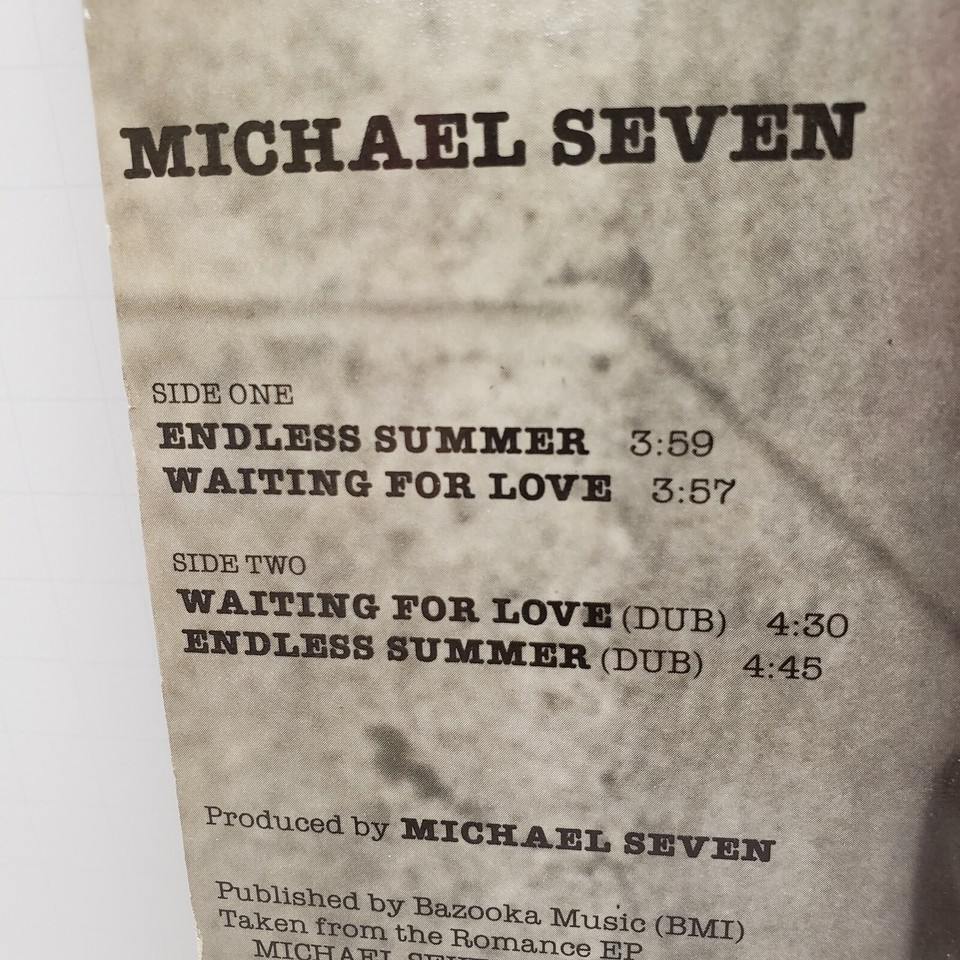 MICHAEL SEVEN
SIDE ONE
ENDLESS SUMMER 3:59
WAITING FOR LOVE 3:57
SIDE TWO
WAITING FOR LOVE (DUB) 4:30
ENDLESS SUMMER (DUB) 4:45
Produced by MICHAEL SEVEN
Published by Bazooka Music (BMI)
Taken from the Romance EP
MICHAEL